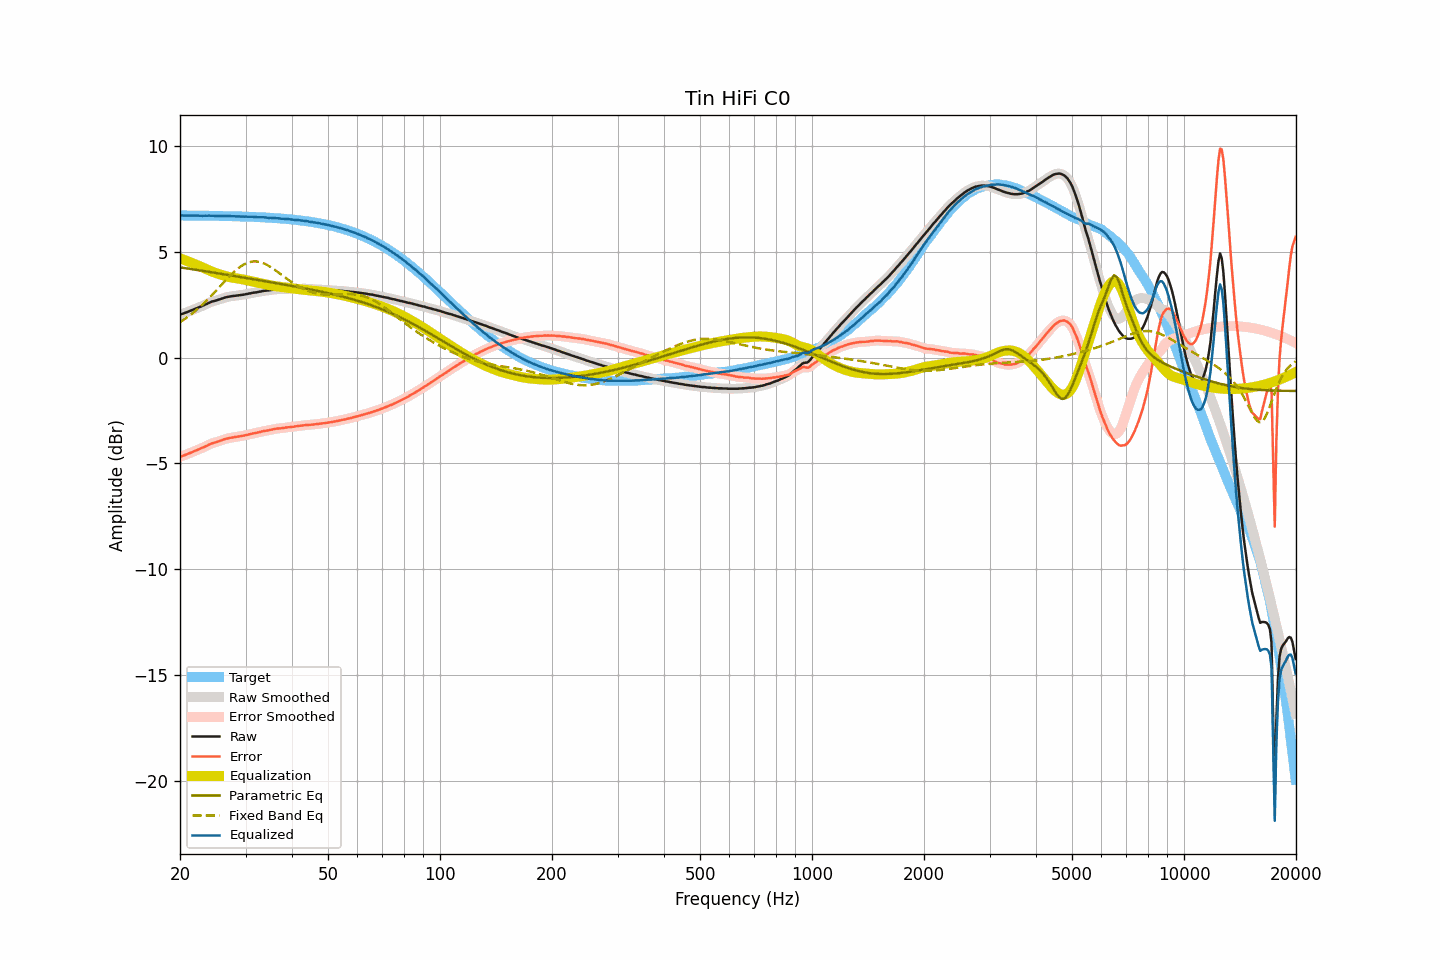 Tin HiFi C0
Amplitude (dBr)
10
5
0
−5
−10
−15
−20
Target
Raw Smoothed
Error Smoothed
Raw
Error
Equalization
Parametric Eq
Fixed Band Eq
Equalized
20 50 100 200 500 1000 2000 5000 10000 20000
Frequency (Hz)